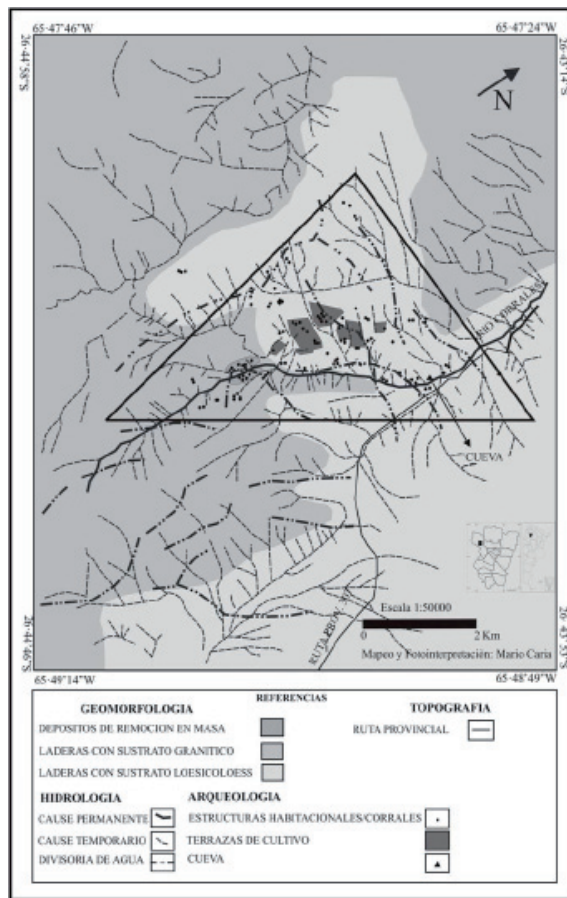 65-47'46"W
65-47'24"W
26-44'58"S
26-43'14"S
N
RIO CORRALES
CUEVA
Escala 1:50000
0
2 Km
Mapeo y Fotointerpretación: Mario Caria
26-44'46"S
26-43'53"S
65-49'14"W
65-48'49"W
REFERENCIAS
GEOMORFOLOGIA
TOPOGRAFIA
DEPOSITOS DE REMOCION EN MASA
RUTA PROVINCIAL
LADERAS CON SUSTRATO GRANITICO
LADERAS CON SUSTRATO LOESICOLOESS
HIDROLOGIA
ARQUEOLOGIA
CAUSE PERMANENTE
ESTRUCTURAS HABITACIONALES/CORRALES
CAUSE TEMPORARIO
TERRAZAS DE CULTIVO
DIVISORIA DE AGUA
CUEVA